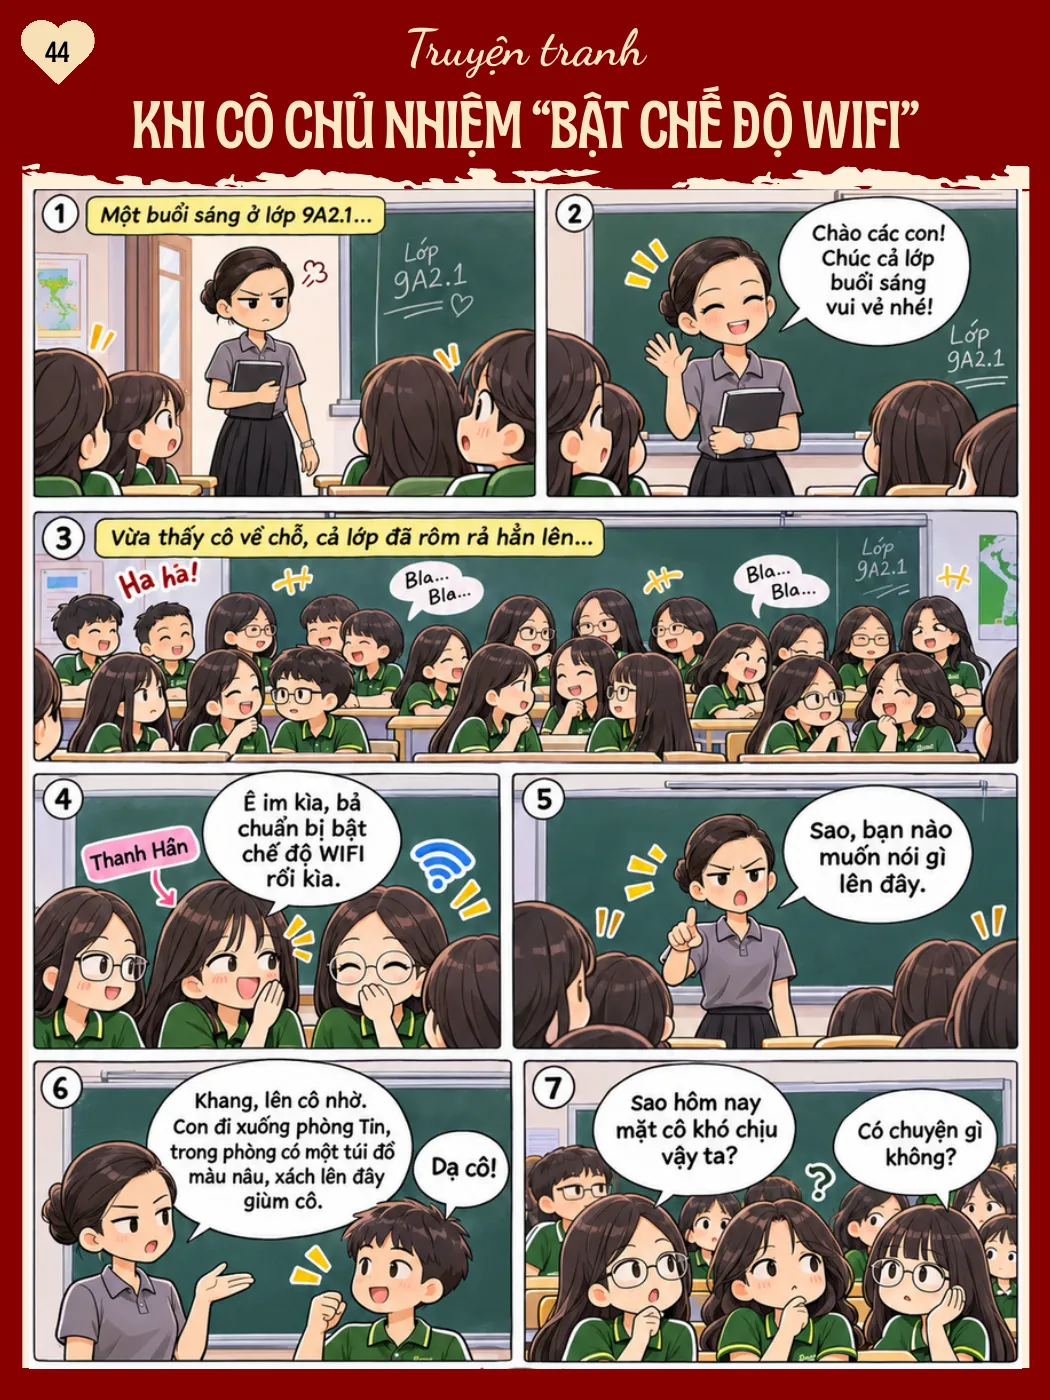 44
Truyện tranh
KHI CÔ CHỦ NHIỆM “BẬT CHẾ ĐỘ WIFI”
1
Một buổi sáng ở lớp 9A2.1...
Lớp
9A2.1
2
Chào các con!
Chúc cả lớp
buổi sáng
vui vẻ nhé!
Lớp
9A2.1
3
Vừa thấy cô về chỗ, cả lớp đã rôm rả hẳn lên...
Ha ha!
Bla...
Bla...
Bla...
Bla...
Lớp
9A2.1
4
Thanh Hân
Ê im kìa, bả
chuẩn bị bật
chế độ WIFI
rồi kìa.
5
Sao, bạn nào
muốn nói gì
lên đây.
6
Khang, lên cô nhờ.
Con đi xuống phòng Tin,
trong phòng có một túi đồ
màu nâu, xách lên đây
giùm cô.
Dạ cô!
7
Sao hôm nay
mặt cô khó chịu
vậy ta?
?
Có chuyện gì
không?